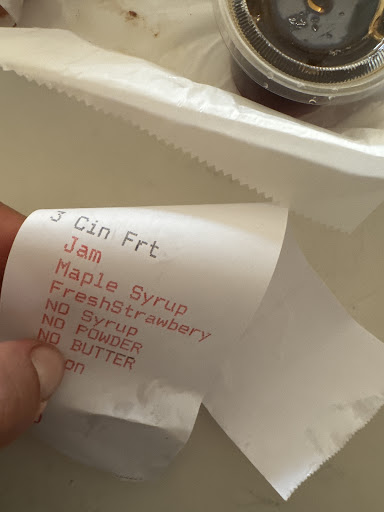 3 Cin Frt
Jam
Maple Syrup
FreshStrawbery
NO Syrup
NO POWDER
NO BUTTER